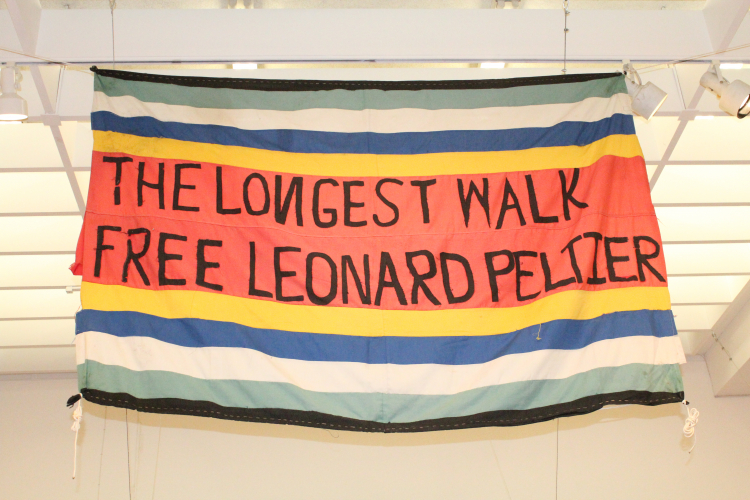 THE LONGEST WALK
FREE LEONARD PELTIER